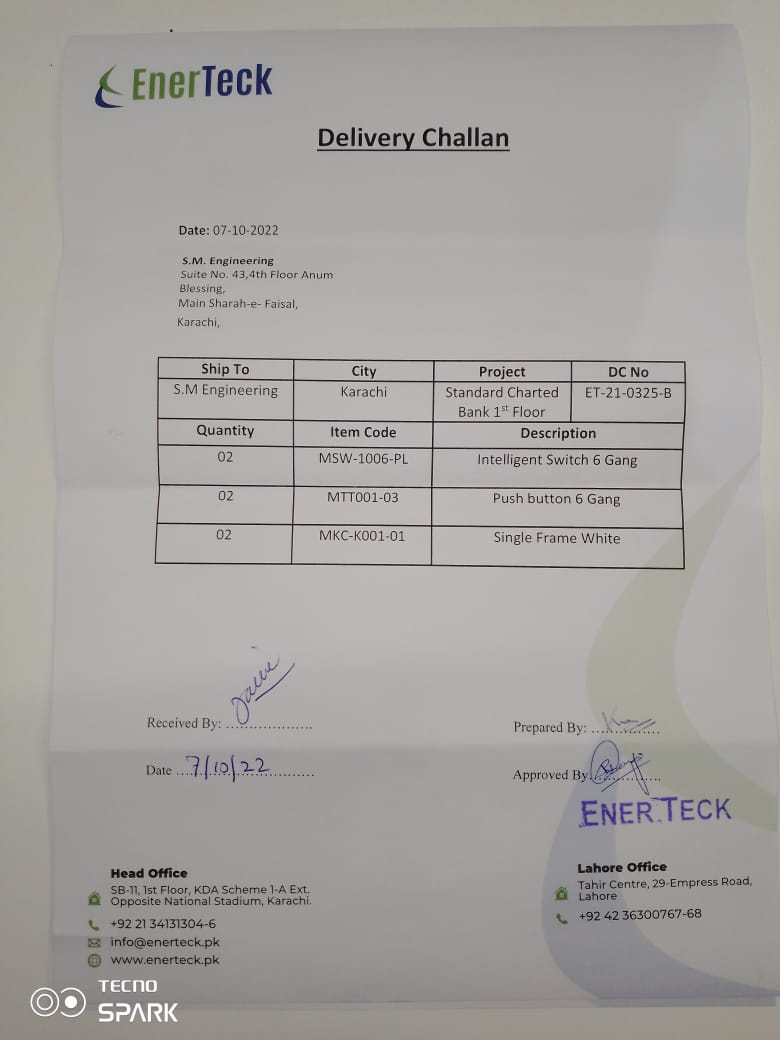 EnerTeck
Delivery Challan
Date: 07-10-2022
S.M. Engineering
Suite No. 43,4th Floor Anum
Blessing,
Main Sharah-e- Faisal,
Karachi,
Ship To City Project DC No
S.M Engineering Karachi Standard Charted Bank 1st Floor ET-21-0325-B
Quantity Item Code Description
02 MSW-1006-PL Intelligent Switch 6 Gang
02 MTT001-03 Push button 6 Gang
02 MKC-K001-01 Single Frame White
Received By: ...................
Prepared By: ...............
Date ....7/10/22..............
Approved By...............
ENER.TECK
Head Office
SB-11, 1st Floor, KDA Scheme 1-A Ext.
Opposite National Stadium, Karachi.
+92 21 34131304-6
info@enerteck.pk
www.enerteck.pk
Lahore Office
Tahir Centre, 29-Empress Road,
Lahore
+92 42 36300767-68
TECNO
SPARK